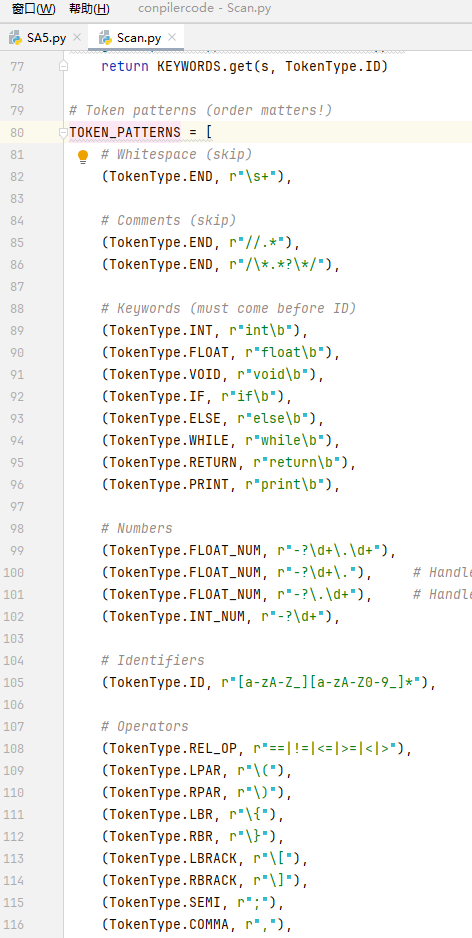 窗口(W) 帮助(H) conpilercode - Scan.py
SA5.py Scan.py
77 return KEYWORDS.get(s, TokenType.ID)
78
79 # Token patterns (order matters!)
80 TOKEN_PATTERNS = [
81 # Whitespace (skip)
82 (TokenType.END, r"\s+"),
83
84 # Comments (skip)
85 (TokenType.END, r"//.*"),
86 (TokenType.END, r"/\*.*?\*/"),
87
88 # Keywords (must come before ID)
89 (TokenType.INT, r"int\b"),
90 (TokenType.FLOAT, r"float\b"),
91 (TokenType.VOID, r"void\b"),
92 (TokenType.IF, r"if\b"),
93 (TokenType.ELSE, r"else\b"),
94 (TokenType.WHILE, r"while\b"),
95 (TokenType.RETURN, r"return\b"),
96 (TokenType.PRINT, r"print\b"),
97
98 # Numbers
99 (TokenType.FLOAT_NUM, r"-?\d+\.\d+"),
100 (TokenType.FLOAT_NUM, r"-?\d+\."), # Handle
101 (TokenType.FLOAT_NUM, r"-?\.\d+"), # Handle
102 (TokenType.INT_NUM, r"-?\d+"),
103
104 # Identifiers
105 (TokenType.ID, r"[a-zA-Z_][a-zA-Z0-9_]*"),
106
107 # Operators
108 (TokenType.REL_OP, r"==|!=|<=|>=|<|>"),
109 (TokenType.LPAR, r"\("),
110 (TokenType.RPAR, r"\)"),
111 (TokenType.LBR, r"\{"),
112 (TokenType.RBR, r"\}"),
113 (TokenType.LBRACK, r"\["),
114 (TokenType.RBRACK, r"\]"),
115 (TokenType.SEMI, r";"),
116 (TokenType.COMMA, r","),